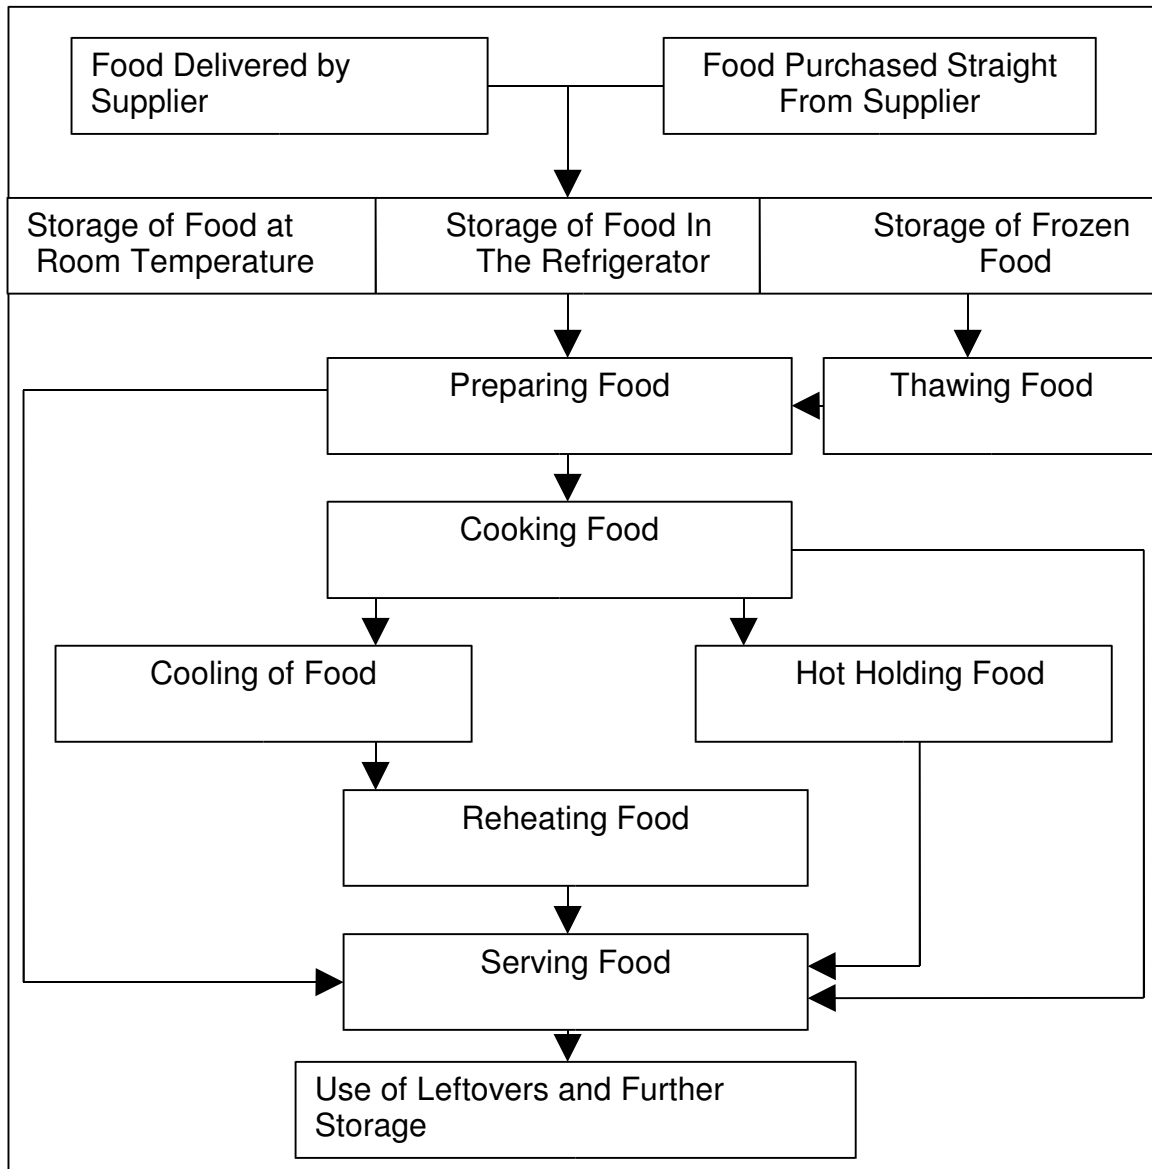 Food Delivered by
Supplier
Food Purchased Straight
From Supplier
Storage of Food at
Room Temperature
Storage of Food In
The Refrigerator
Storage of Frozen
Food
Preparing Food
Thawing Food
Cooking Food
Cooling of Food
Hot Holding Food
Reheating Food
Serving Food
Use of Leftovers and Further
Storage